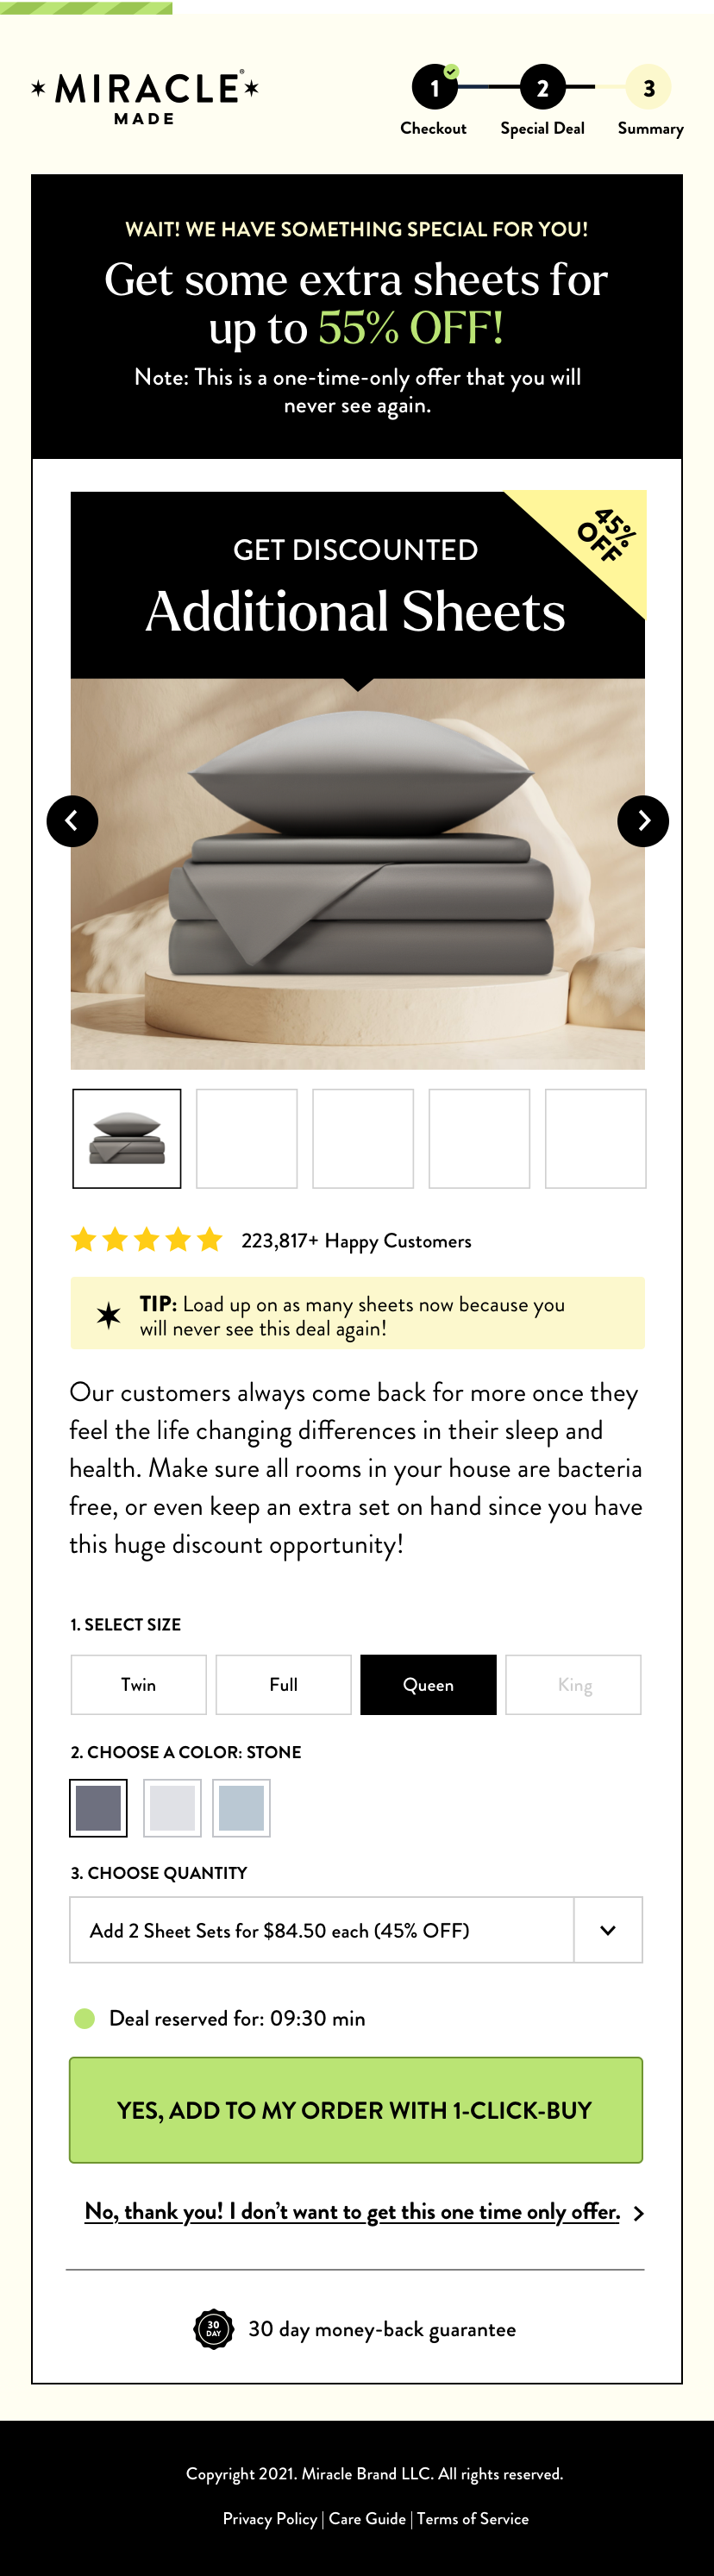 MIRACLE®
MADE
1 2 3
Checkout Special Deal Summary
WAIT! WE HAVE SOMETHING SPECIAL FOR YOU!
Get some extra sheets for
up to 55% OFF!
Note: This is a one-time-only offer that you will
never see again.
45%
OFF
GET DISCOUNTED
Additional Sheets
223,817+ Happy Customers
TIP: Load up on as many sheets now because you
will never see this deal again!
Our customers always come back for more once they
feel the life changing differences in their sleep and
health. Make sure all rooms in your house are bacteria
free, or even keep an extra set on hand since you have
this huge discount opportunity!
1. SELECT SIZE
Twin Full Queen King
2. CHOOSE A COLOR: STONE
3. CHOOSE QUANTITY
Add 2 Sheet Sets for $84.50 each (45% OFF)
Deal reserved for: 09:30 min
YES, ADD TO MY ORDER WITH 1-CLICK-BUY
No, thank you! I don't want to get this one time only offer.
30
DAY
30 day money-back guarantee
Copyright 2021. Miracle Brand LLC. All rights reserved.
Privacy Policy | Care Guide | Terms of Service